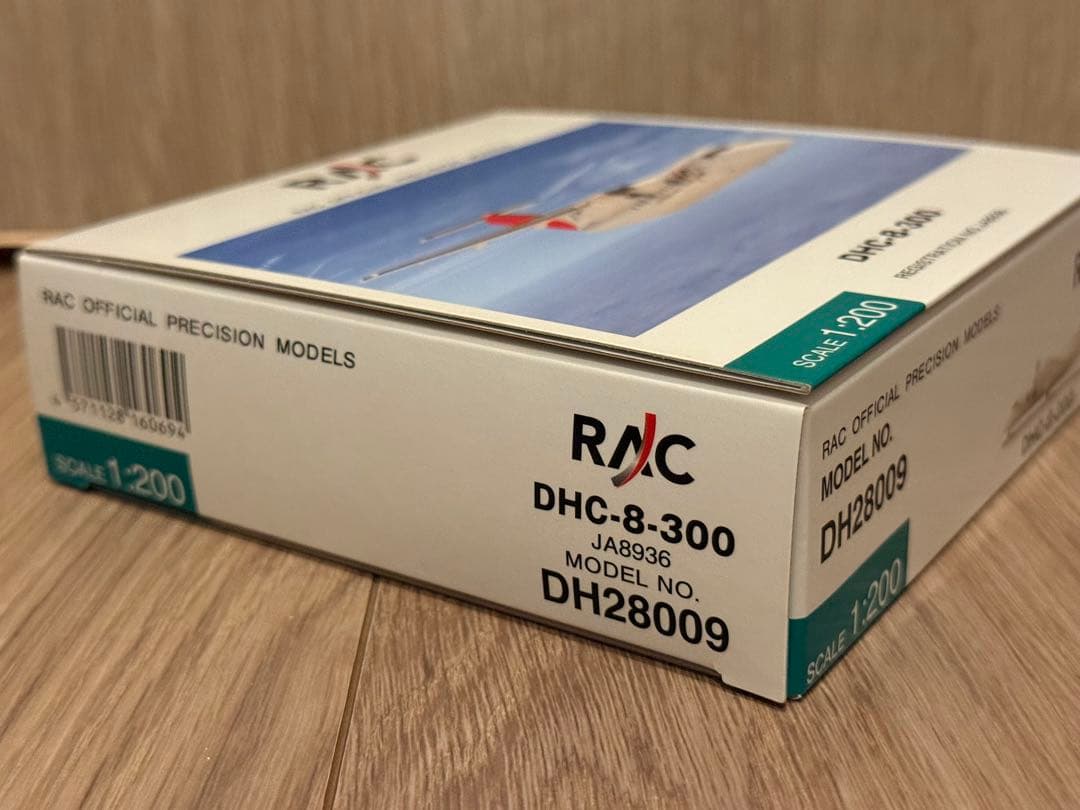 RAC
DHC-8-300
REGISTRATION NO. JA8936
SCALE 1:200
RAC OFFICIAL PRECISION MODELS
4 571128 160694
SCALE 1:200
RAC
DHC-8-300
JA8936
MODEL NO.
DH28009
RAC OFFICIAL PRECISION MODELS
MODEL NO.
DH28009
SCALE 1:200